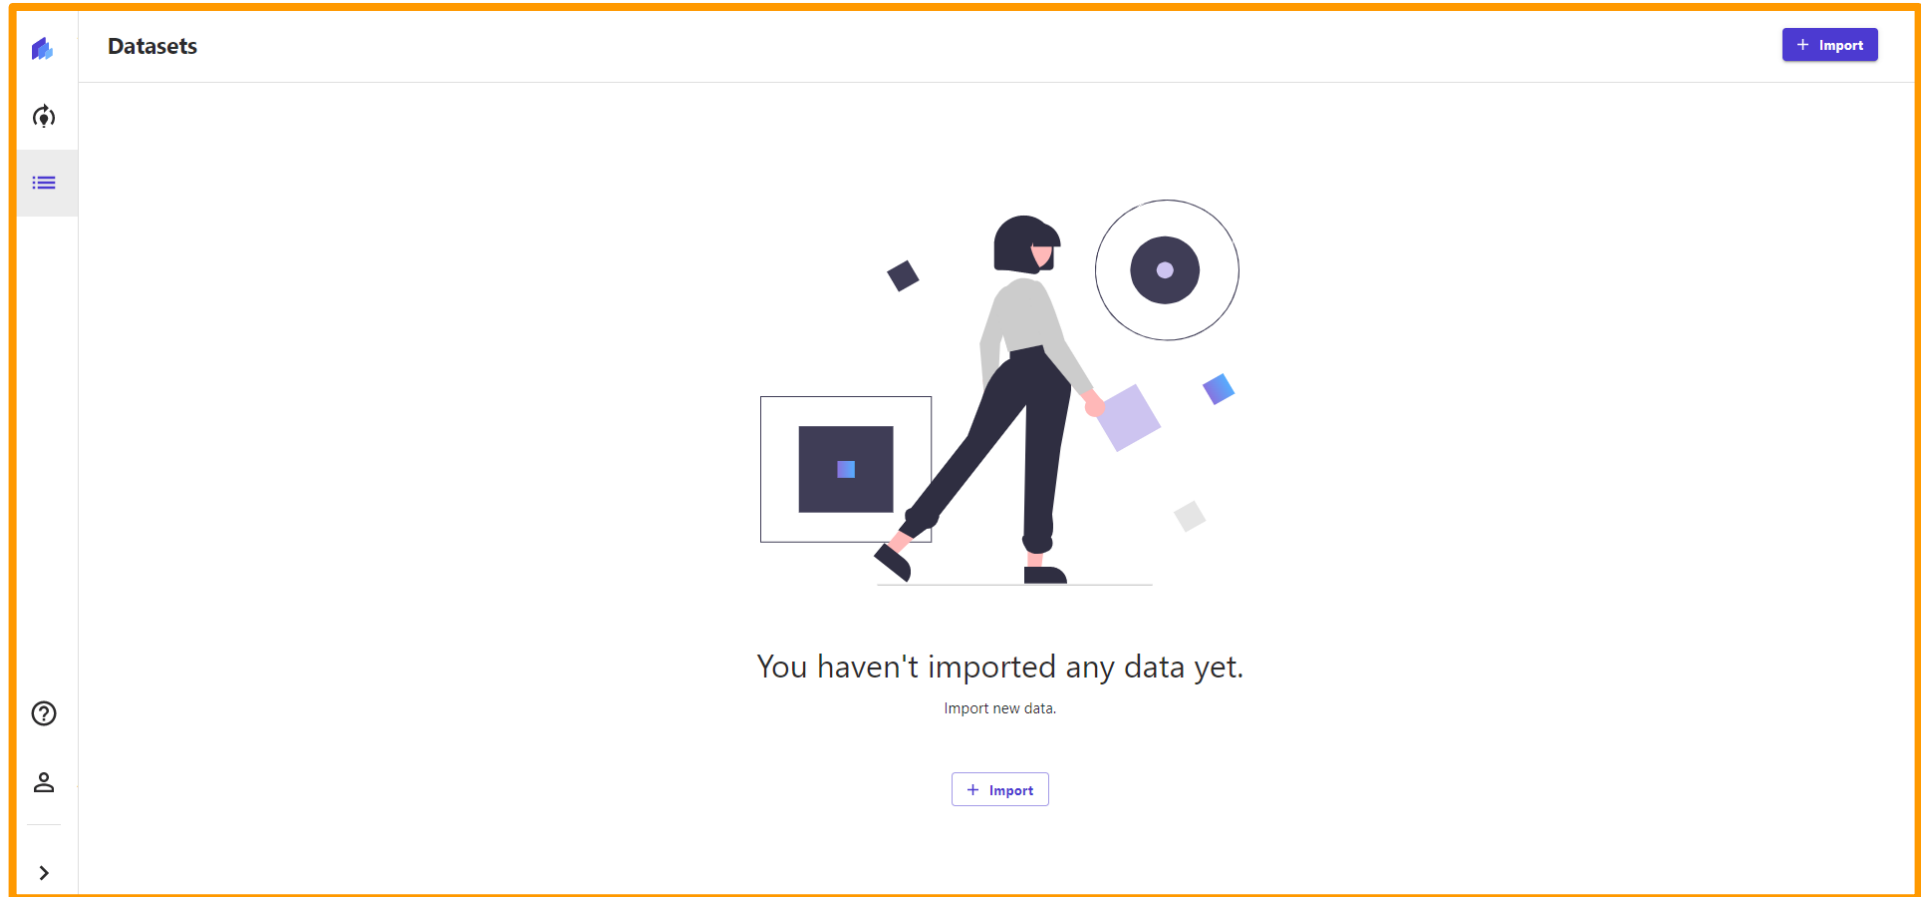 Datasets
+ Import
You haven't imported any data yet.
Import new data.
+ Import